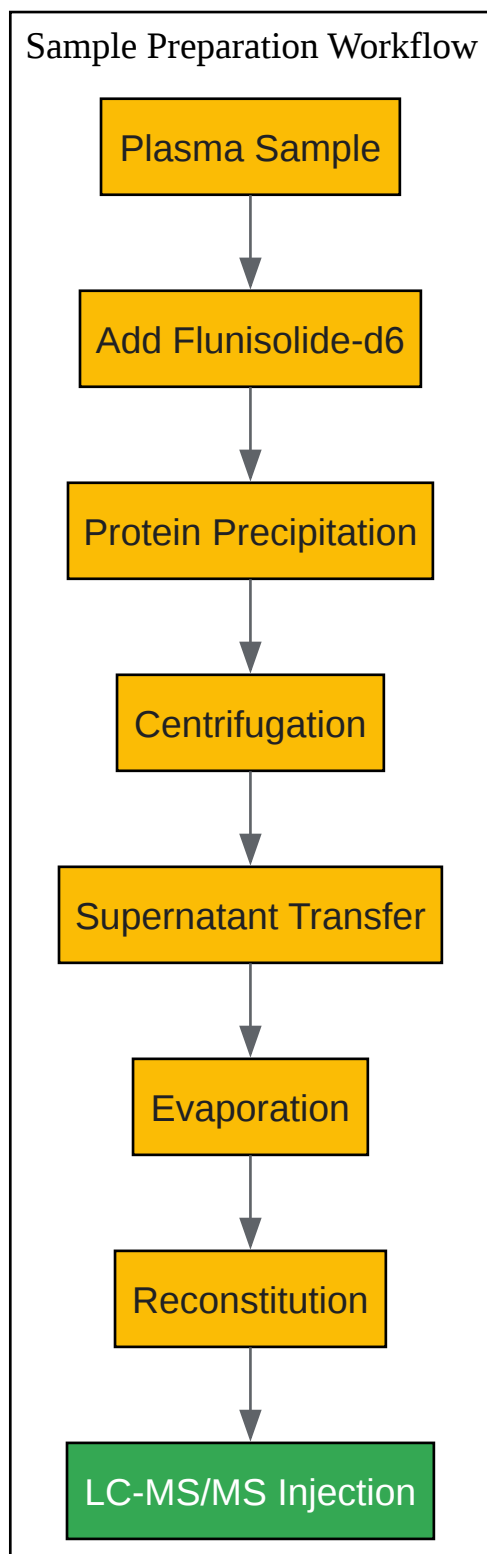 Sample Preparation Workflow
Plasma Sample
Add Flunisolide-d6
Protein Precipitation
Centrifugation
Supernatant Transfer
Evaporation
Reconstitution
LC-MS/MS Injection